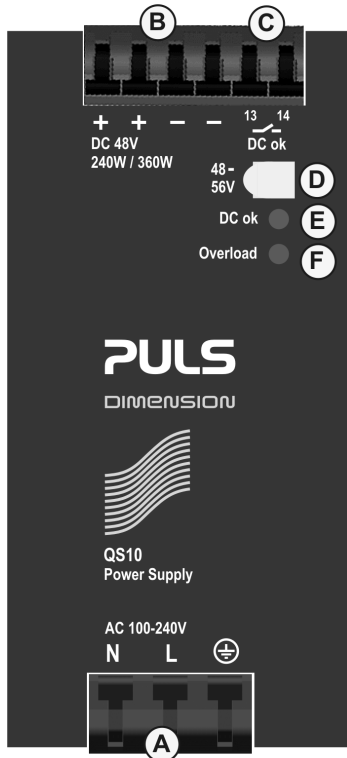 B
C
+ + – –
13 14
DC 48V
DC ok
240W / 360W
48-
56V
D
DC ok
E
Overload
F
PULS
DIMENSION
QS10
Power Supply
AC 100-240V
N L
A